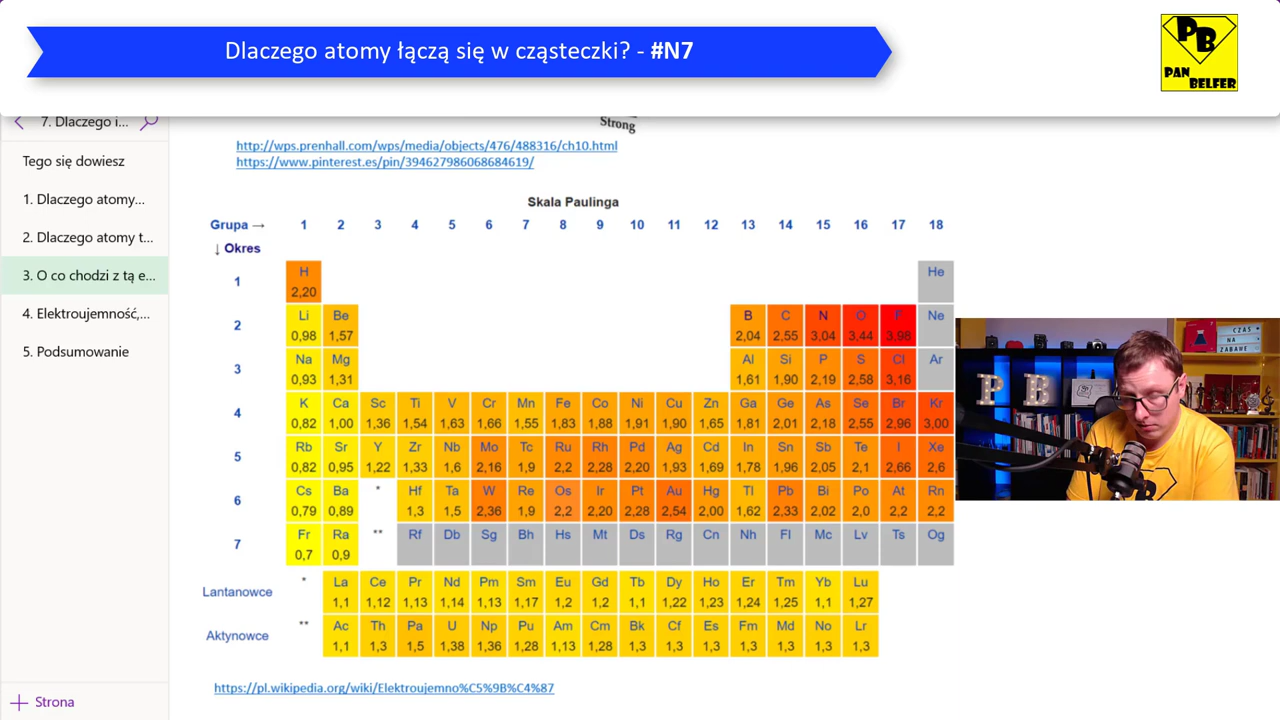 Dlaczego atomy łączą się w cząsteczki? - #N7
PB
PAN
BELFER
7. Dlaczego i...
Tego się dowiesz
1. Dlaczego atomy...
2. Dlaczego atomy t...
3. O co chodzi z tą e...
4. Elektroujemność,...
5. Podsumowanie
Strona
Strong
http://wps.prenhall.com/wps/media/objects/476/488316/ch10.html
https://www.pinterest.es/pin/394627986068684619/
Skala Paulinga
Grupa → 1 2 3 4 5 6 7 8 9 10 11 12 13 14 15 16 17 18
↓ Okres
1 H He
2,20
2 Li Be B C N O F Ne
0,98 1,57 2,04 2,55 3,04 3,44 3,98
3 Na Mg Al Si P S Cl Ar
0,93 1,31 1,61 1,90 2,19 2,58 3,16
4 K Ca Sc Ti V Cr Mn Fe Co Ni Cu Zn Ga Ge As Se Br Kr
0,82 1,00 1,36 1,54 1,63 1,66 1,55 1,83 1,88 1,91 1,90 1,65 1,81 2,01 2,18 2,55 2,96 3,00
5 Rb Sr Y Zr Nb Mo Tc Ru Rh Pd Ag Cd In Sn Sb Te I Xe
0,82 0,95 1,22 1,33 1,6 2,16 1,9 2,2 2,28 2,20 1,93 1,69 1,78 1,96 2,05 2,1 2,66 2,6
6 Cs Ba * Hf Ta W Re Os Ir Pt Au Hg Tl Pb Bi Po At Rn
0,79 0,89 1,3 1,5 2,36 1,9 2,2 2,20 2,28 2,54 2,00 1,62 2,33 2,02 2,0 2,2 2,2
7 Fr Ra ** Rf Db Sg Bh Hs Mt Ds Rg Cn Nh Fl Mc Lv Ts Og
0,7 0,9
Lantanowce * La Ce Pr Nd Pm Sm Eu Gd Tb Dy Ho Er Tm Yb Lu
1,1 1,12 1,13 1,14 1,13 1,17 1,2 1,2 1,1 1,22 1,23 1,24 1,25 1,1 1,27
Aktynowce ** Ac Th Pa U Np Pu Am Cm Bk Cf Es Fm Md No Lr
1,1 1,3 1,5 1,38 1,36 1,28 1,13 1,28 1,3 1,3 1,3 1,3 1,3 1,3 1,3
https://pl.wikipedia.org/wiki/Elektroujemno%C5%9B%C4%87
CZAS
NA
ZABAWE
P B